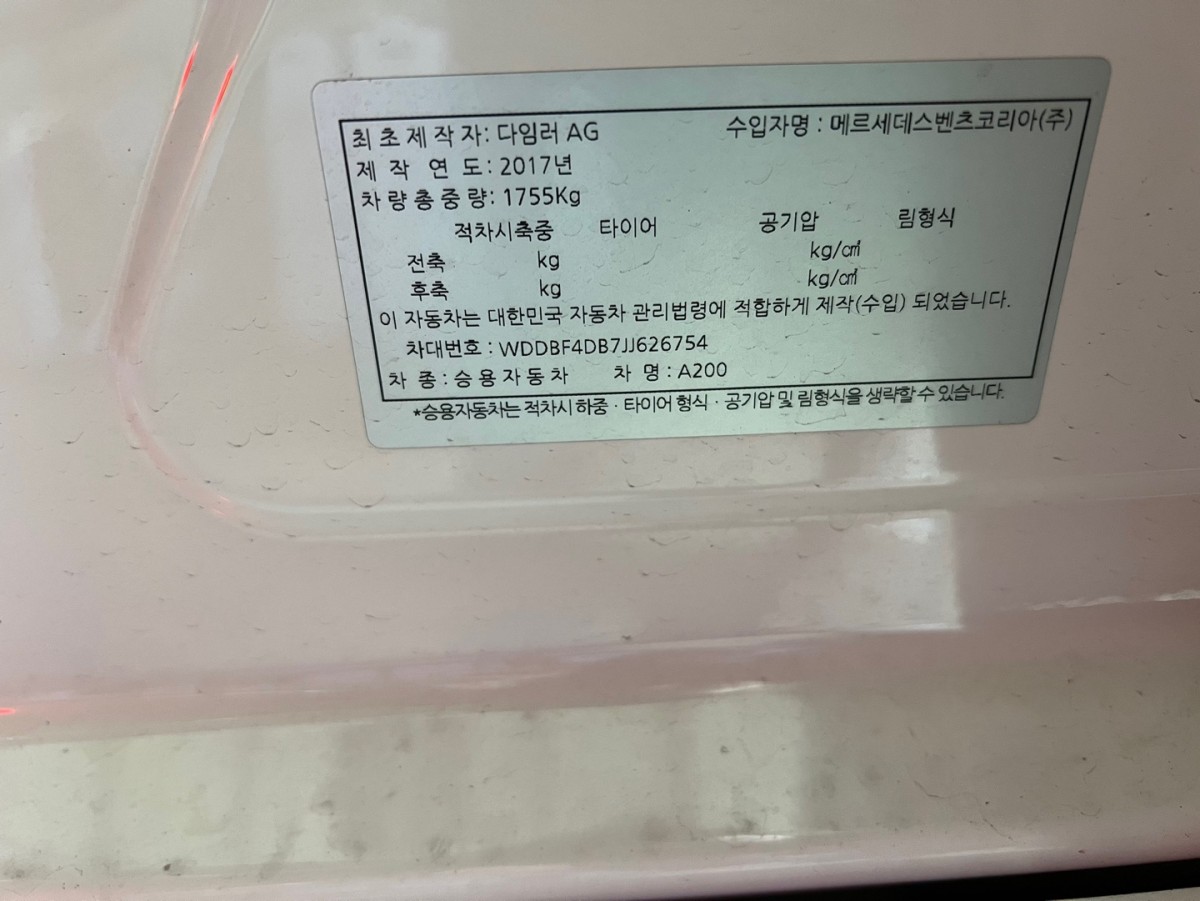 최초제작자: 다임러 AG 수입자명 : 메르세데스벤츠코리아(주)
제작 연도: 2017년
차량총중량: 1755Kg
적차시축중 타이어 공기압 림형식
전축 kg kg/㎠
후축 kg kg/㎠
이 자동차는 대한민국 자동차 관리법령에 적합하게 제작(수입) 되었습니다.
차대번호 : WDDBF4DB7JJ626754
차 종 : 승용자동차 차 명 : A200
*승용자동차는 적차시 하중 · 타이어 형식 · 공기압 및 림형식을 생략할 수 있습니다.